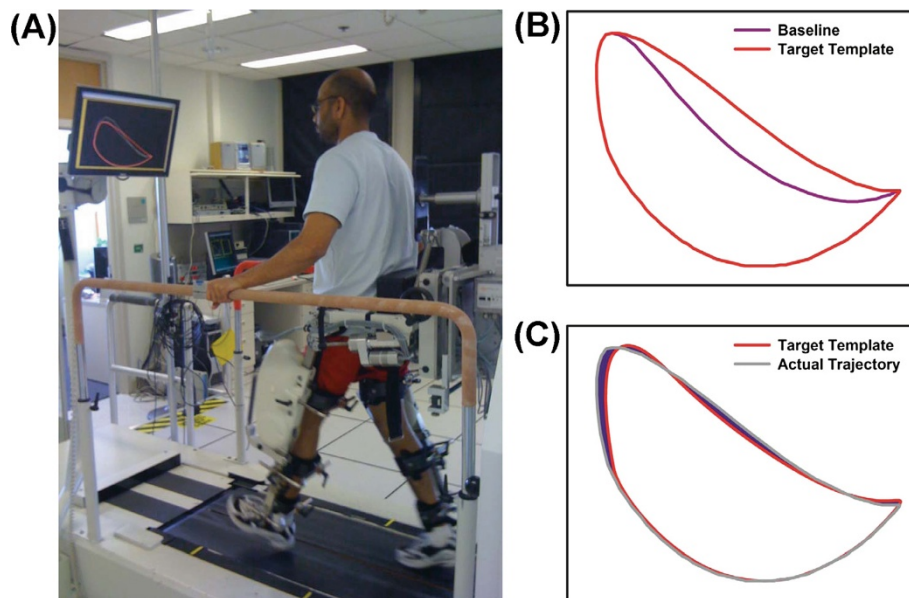 (A)
(B)
Baseline
Target Template
(C)
Target Template
Actual Trajectory